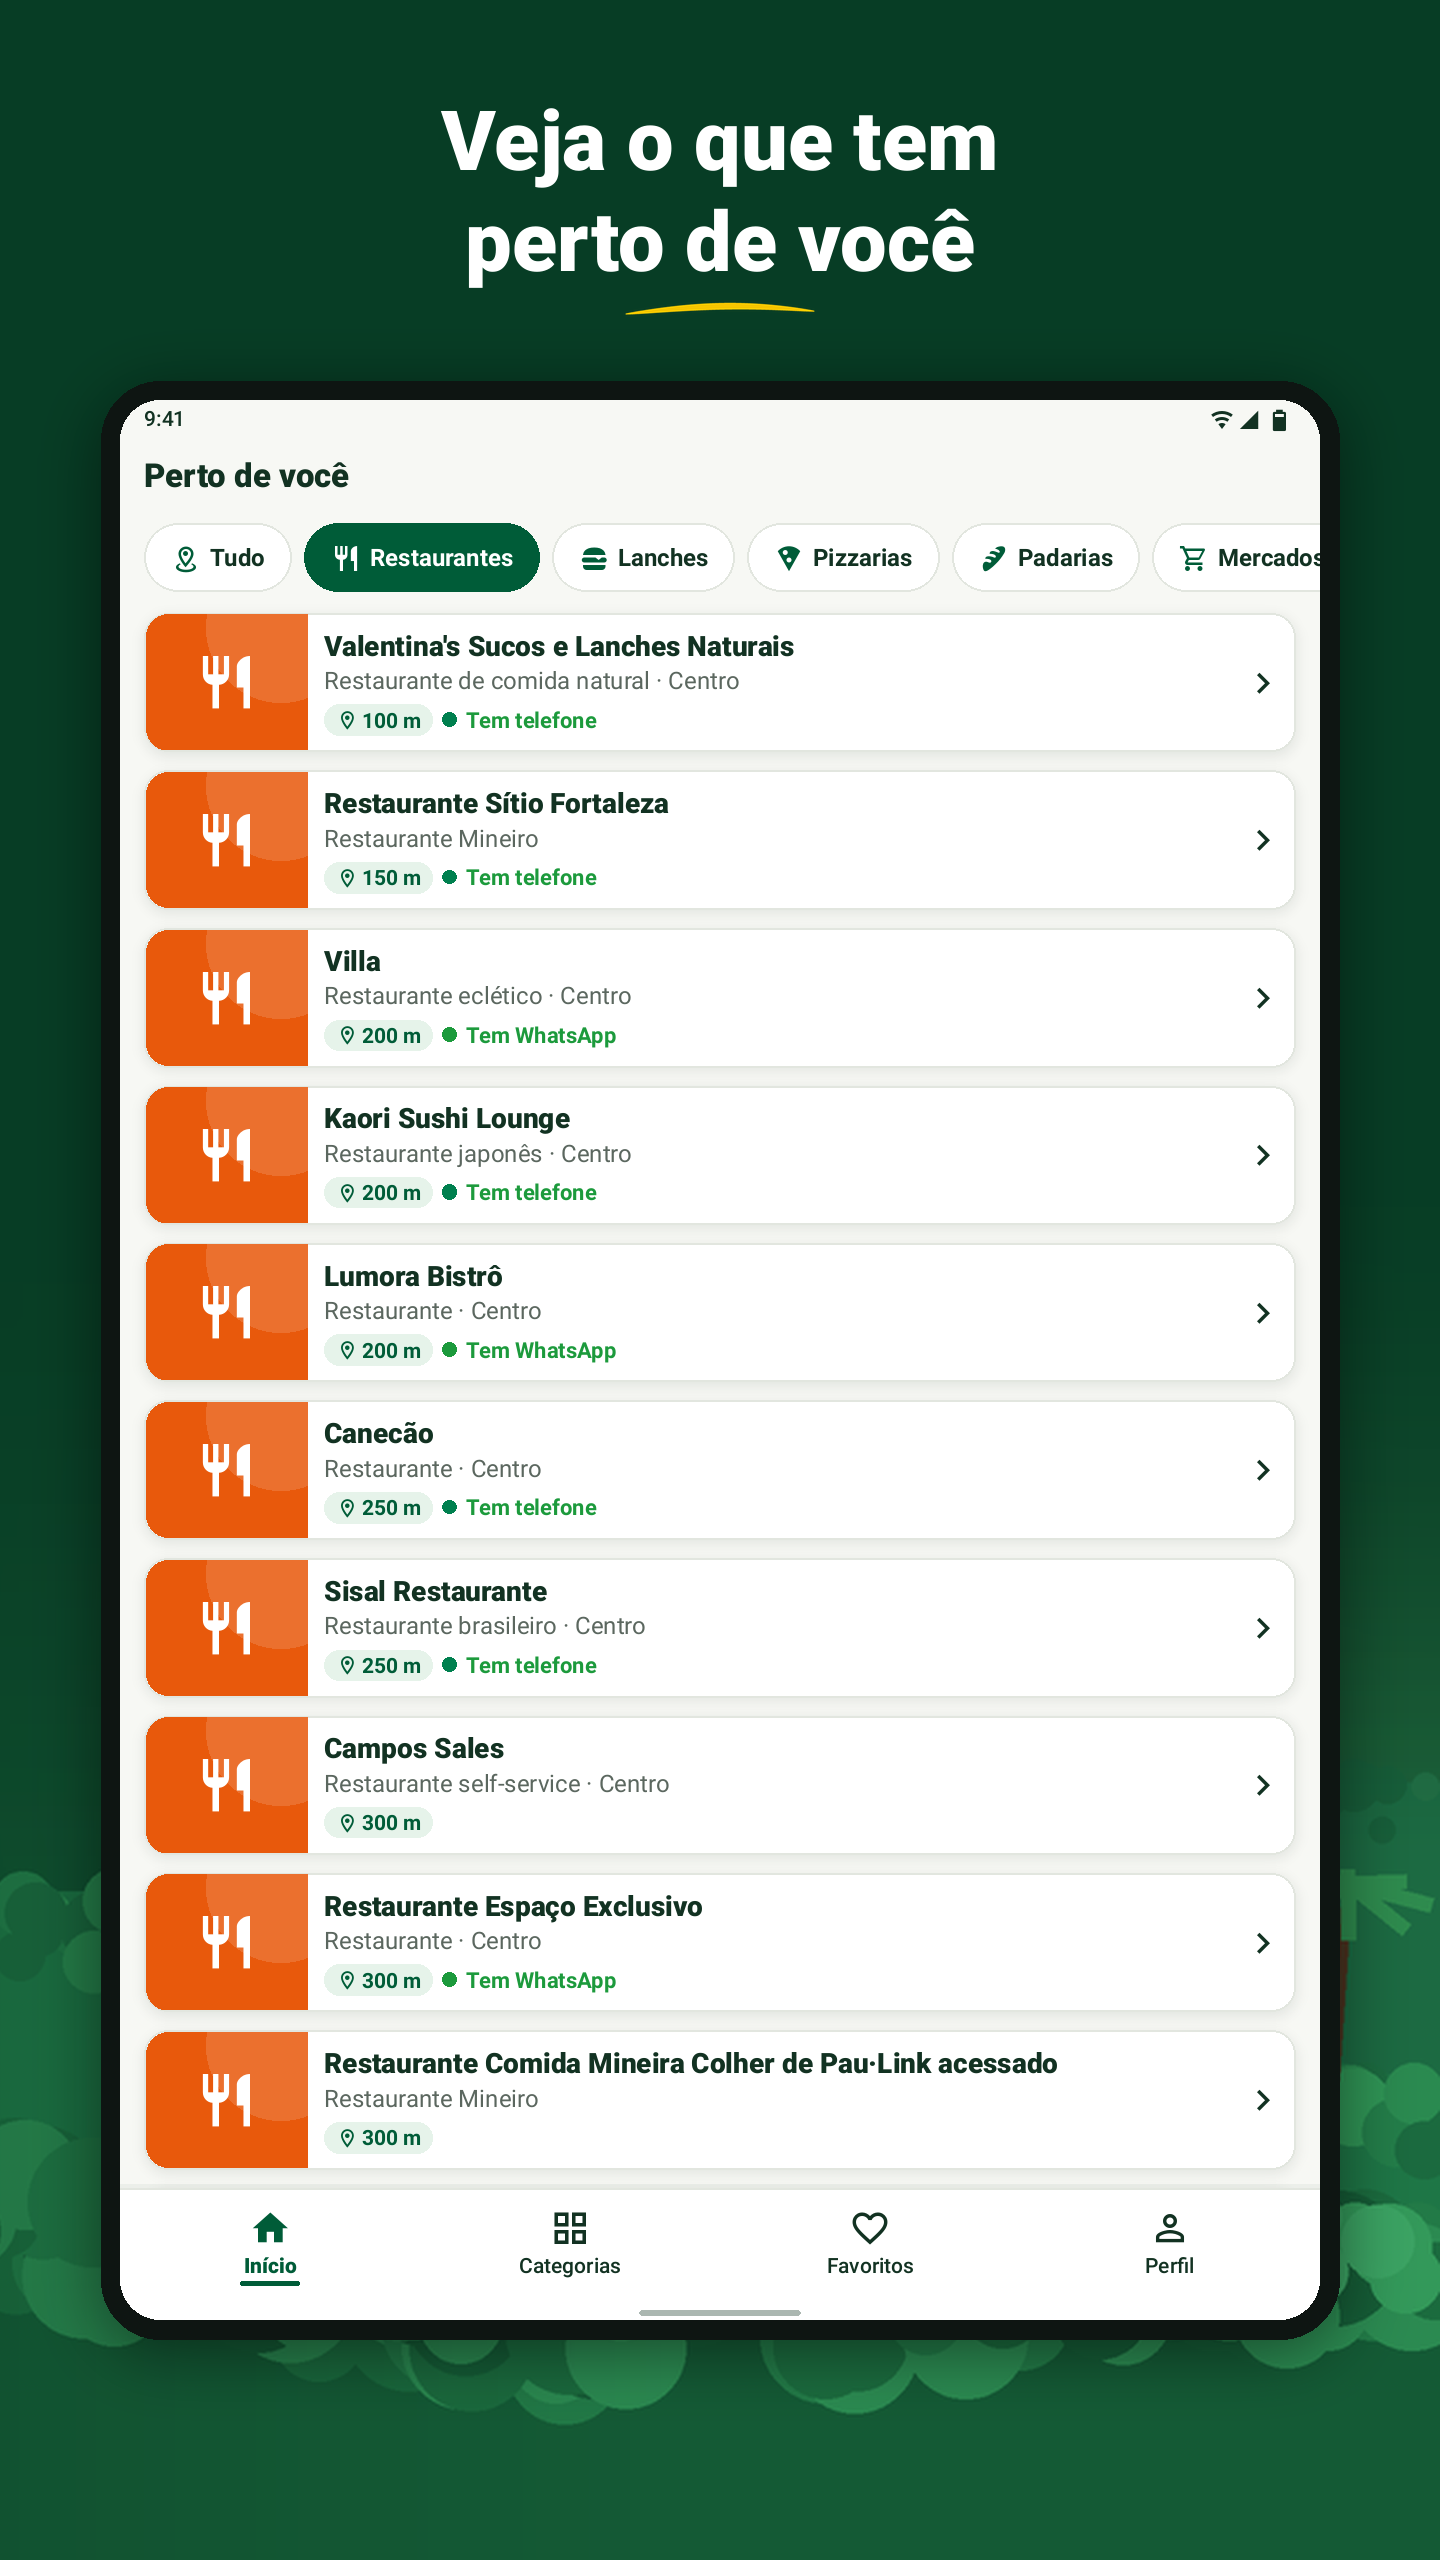 Veja o que tem
perto de você
9:41
Perto de você
Tudo
Restaurantes
Lanches
Pizzarias
Padarias
Mercados
Valentina's Sucos e Lanches Naturais
Restaurante de comida natural · Centro
100 m
Tem telefone
Restaurante Sítio Fortaleza
Restaurante Mineiro
150 m
Tem telefone
Villa
Restaurante eclético · Centro
200 m
Tem WhatsApp
Kaori Sushi Lounge
Restaurante japonês · Centro
200 m
Tem telefone
Lumora Bistrô
Restaurante · Centro
200 m
Tem WhatsApp
Canecão
Restaurante · Centro
250 m
Tem telefone
Sisal Restaurante
Restaurante brasileiro · Centro
250 m
Tem telefone
Campos Sales
Restaurante self-service · Centro
300 m
Restaurante Espaço Exclusivo
Restaurante · Centro
300 m
Tem WhatsApp
Restaurante Comida Mineira Colher de Pau·Link acessado
Restaurante Mineiro
300 m
Início
Categorias
Favoritos
Perfil